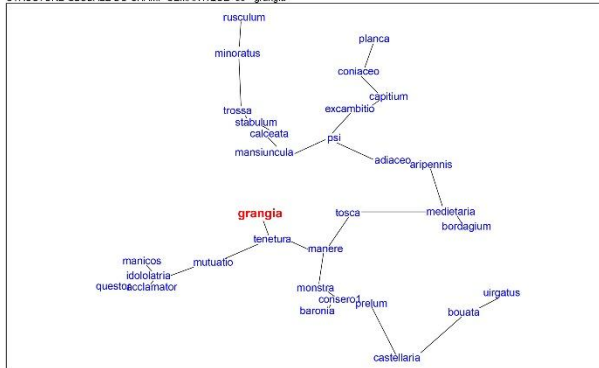 rusculum
planca
minoratus
coniaceo
capitium
excambitio
trossa
stabulum
calceata
psi
mansiuncula
adiaceo
aripennis
grangia
tosca
medietaria
bordagium
tenetura
manere
manicos
mutuatio
idololatria
questor
acclamator
monstra
consero1
prelum
baronia
uirgatus
bouata
castellaria